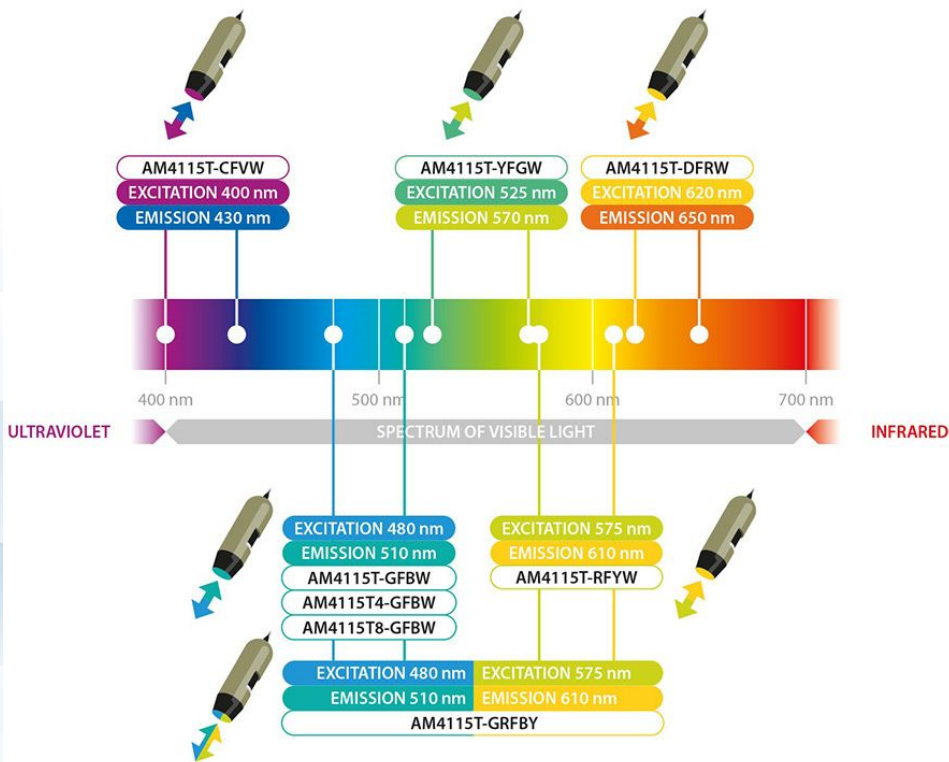 AM4115T-CFVW
EXCITATION 400 nm
EMISSION 430 nm
AM4115T-YFGW
EXCITATION 525 nm
EMISSION 570 nm
AM4115T-DFRW
EXCITATION 620 nm
EMISSION 650 nm
400 nm
500 nm
600 nm
700 nm
ULTRAVIOLET
SPECTRUM OF VISIBLE LIGHT
INFRARED
EXCITATION 480 nm
EMISSION 510 nm
AM4115T-GFBW
AM4115T4-GFBW
AM4115T8-GFBW
EXCITATION 575 nm
EMISSION 610 nm
AM4115T-RFYW
EXCITATION 480 nm EXCITATION 575 nm
EMISSION 510 nm EMISSION 610 nm
AM4115T-GRFBY